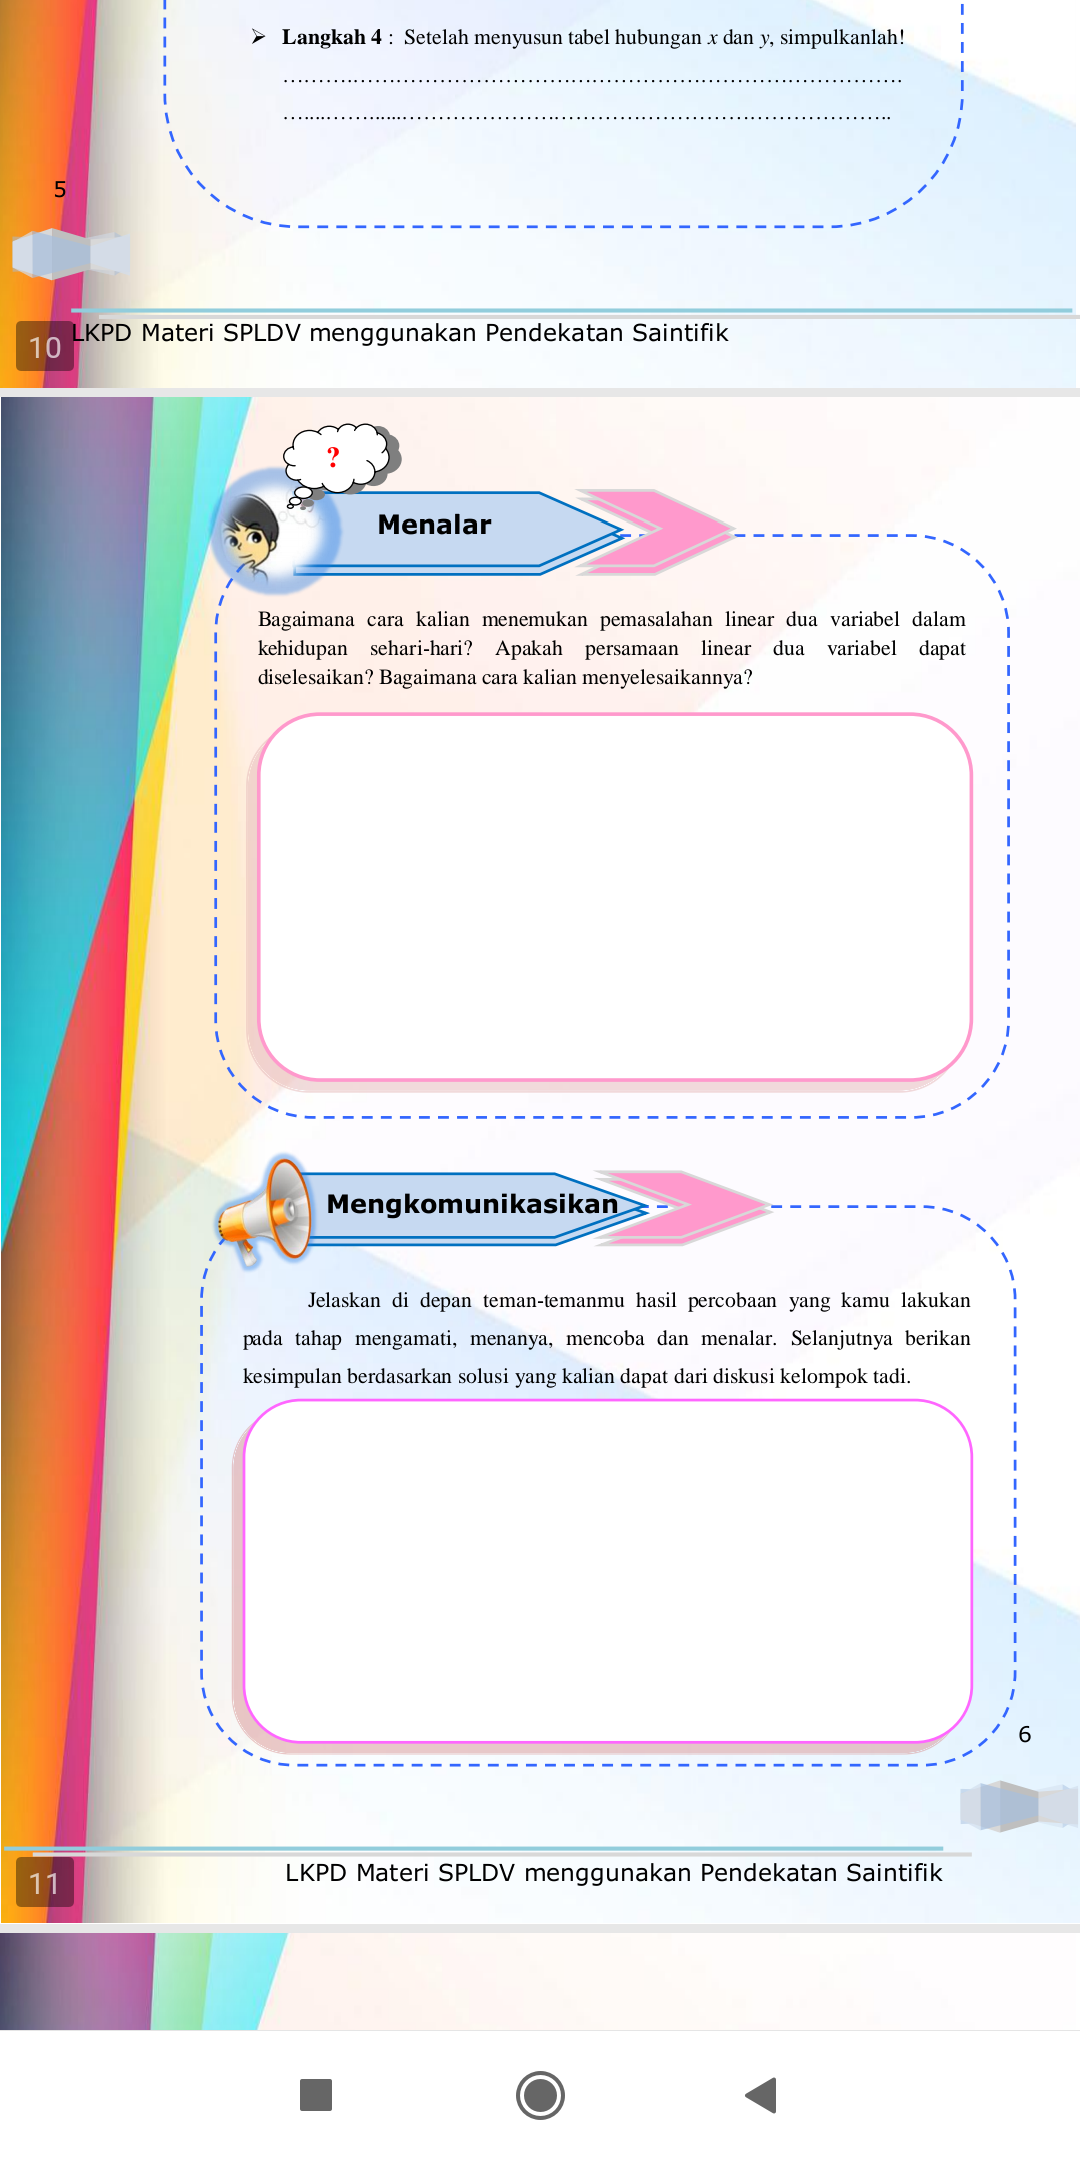 ➢ Langkah 4 : Setelah menyusun tabel hubungan x dan y, simpulkanlah!
……………………………………………………………………………….
…....……......…………………………………………………………..
5
LKPD Materi SPLDV menggunakan Pendekatan Saintifik
10
?
Menalar
Bagaimana cara kalian menemukan pemasalahan linear dua variabel dalam
kehidupan sehari-hari? Apakah persamaan linear dua variabel dapat
diselesaikan? Bagaimana cara kalian menyelesaikannya?
Mengkomunikasikan
Jelaskan di depan teman-temanmu hasil percobaan yang kamu lakukan
pada tahap mengamati, menanya, mencoba dan menalar. Selanjutnya berikan
kesimpulan berdasarkan solusi yang kalian dapat dari diskusi kelompok tadi.
6
LKPD Materi SPLDV menggunakan Pendekatan Saintifik
11